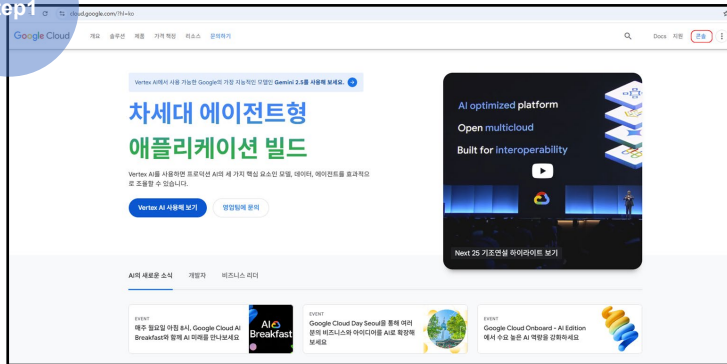 ep1
cloud.google.com/?hl=ko
Google Cloud 개요 솔루션 제품 가격 책정 리소스 문의하기 Docs 지원 콘솔
Vertex AI에서 사용 가능한 Google의 가장 지능적인 모델인 Gemini 2.5를 사용해 보세요.
차세대 에이전트형
애플리케이션 빌드
Vertex AI를 사용하면 프로덕션 AI의 세 가지 핵심 요소인 모델, 데이터, 에이전트를 효과적으
로 조율할 수 있습니다.
Vertex AI 사용해 보기 영업팀에 문의
AI optimized platform
Open multicloud
Built for interoperability
Next 25 기조연설 하이라이트 보기
AI의 새로운 소식 개발자 비즈니스 리더
EVENT
매주 월요일 아침 8시, Google Cloud AI
Breakfast와 함께 AI 미래를 만나보세요
AI
Breakfast
EVENT
Google Cloud Day Seoul을 통해 여러
분의 비즈니스와 아이디어를 AI로 확장해
보세요
EVENT
Google Cloud Onboard - AI Edition
에서 수요 높은 AI 역량을 강화하세요